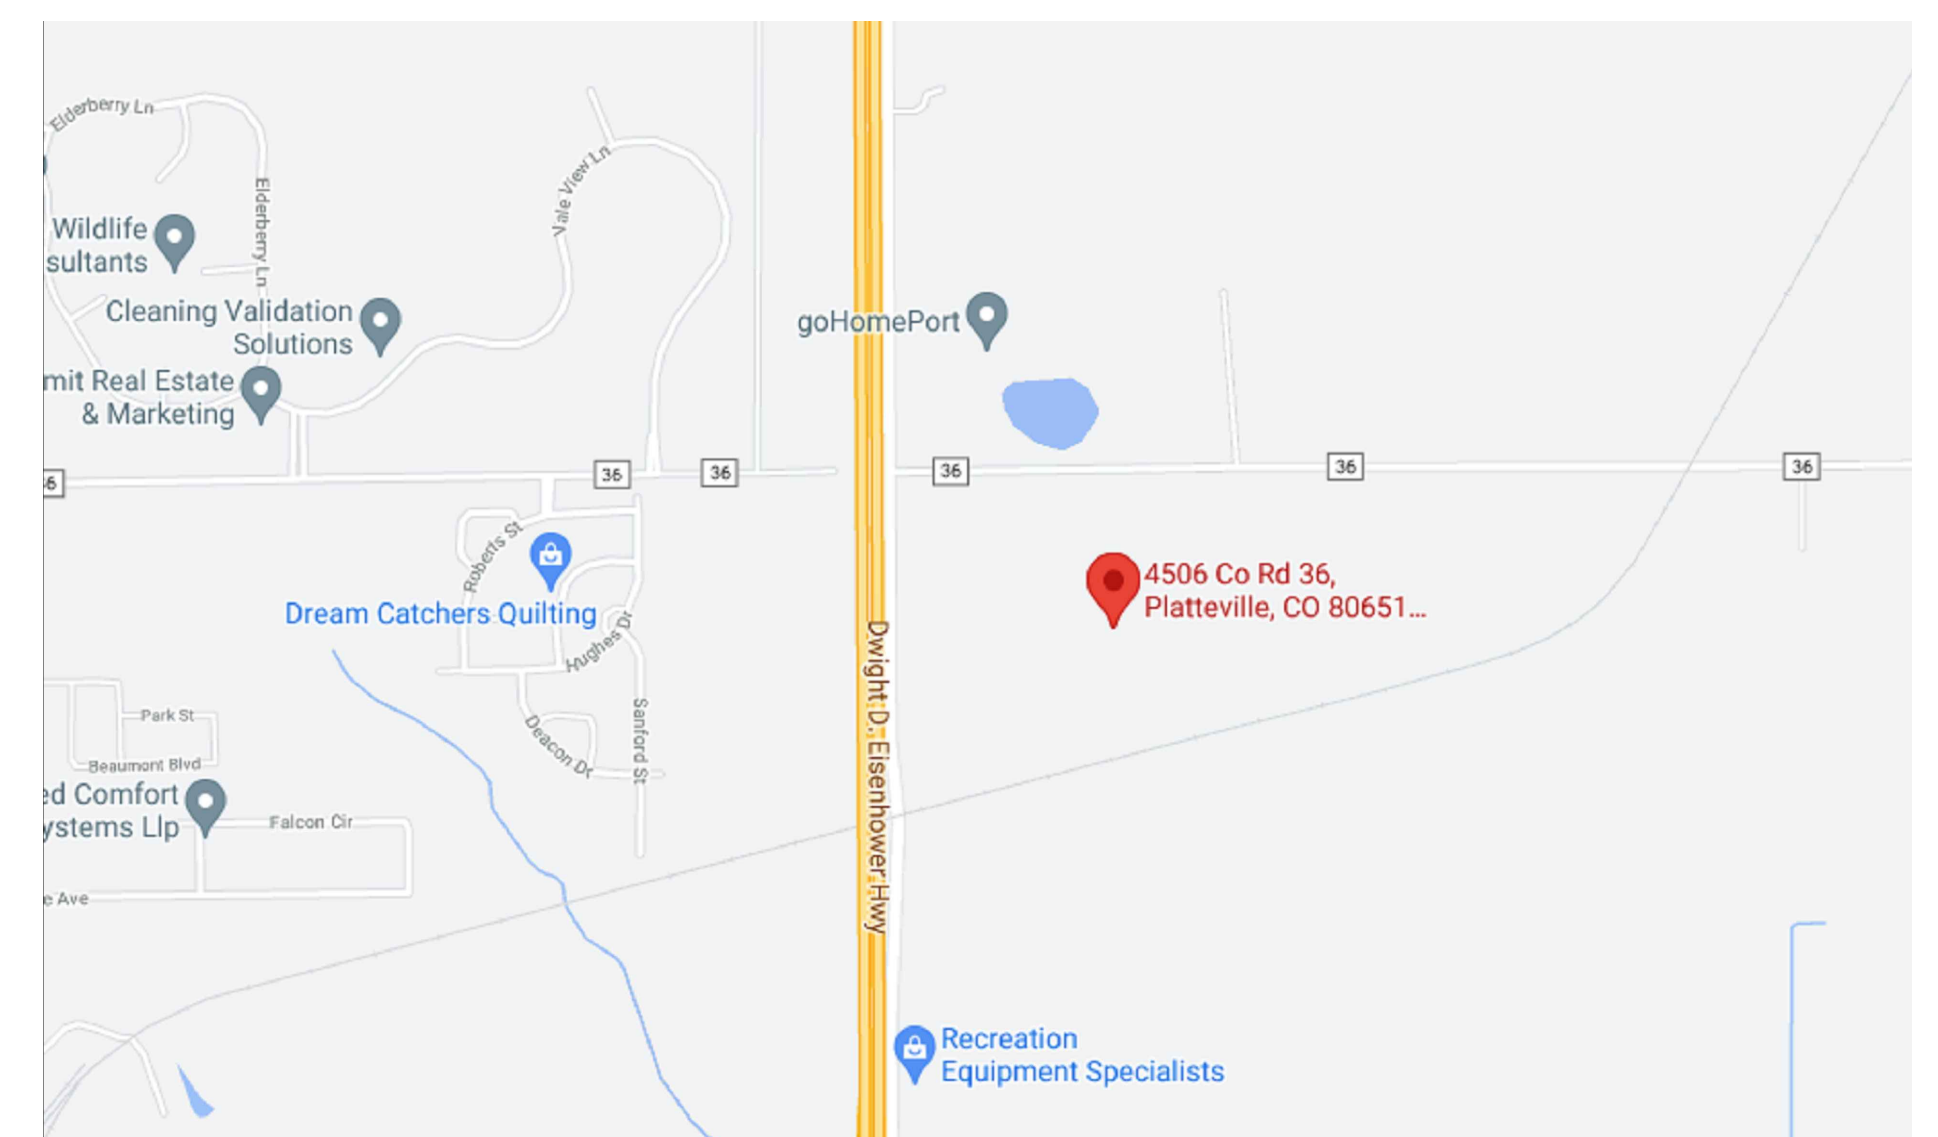 Elderberry Ln
Elderberry Ln
Vale View Ln
Wildlife
sultants
Cleaning Validation
Solutions
goHomePort
mit Real Estate
& Marketing
6
36
36
36
36
36
Roberts St
Dream Catchers Quilting
Hughes Dr
4506 Co Rd 36,
Platteville, CO 80651...
Dwight D. Eisenhower Hwy
Sanford St
Deacon Dr
Park St
Beaumont Blvd
ed Comfort
ystems Llp
Falcon Cir
e Ave
Recreation
Equipment Specialists